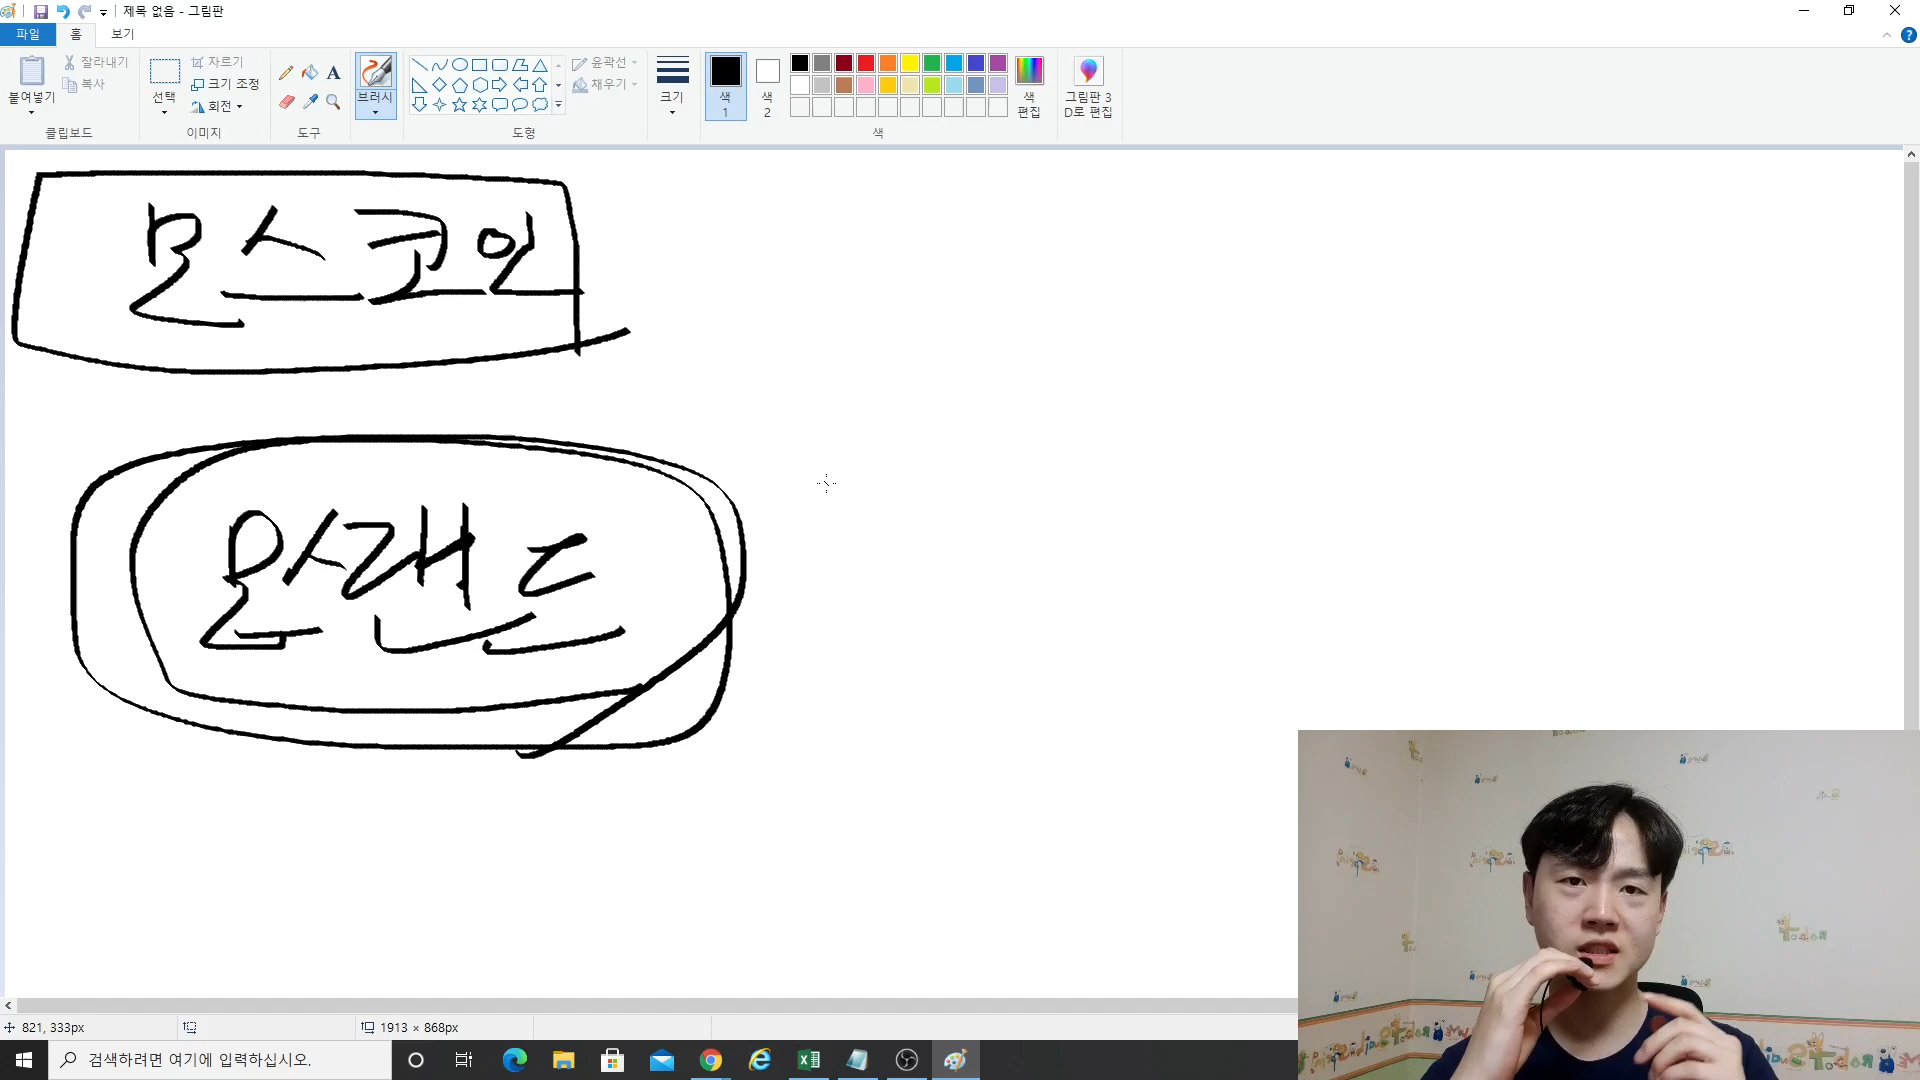 제목 없음 - 그림판
파일 홈 보기
붙여넣기
잘라내기
복사
클립보드
선택
자르기
크기 조정
회전
이미지
도구
브러시
도형
윤곽선
채우기
크기
색 1
색 2
색
색 편집
그림판 3D로 편집
몬스코인
몬스랜드
821, 333px
1913 × 868px
검색하려면 여기에 입력하십시오.